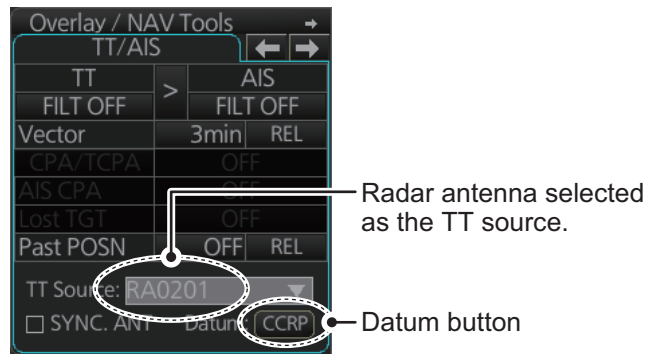 Overlay / NAV Tools →
TT/AIS ← →
TT > AIS
FILT OFF FILT OFF
Vector 3min REL
CPA/TCPA OFF
AIS CPA OFF
Lost TGT OFF
Past POSN OFF REL
TT Source: RA0201
SYNC. ANT Datum: CCRP
Radar antenna selected
as the TT source.
Datum button